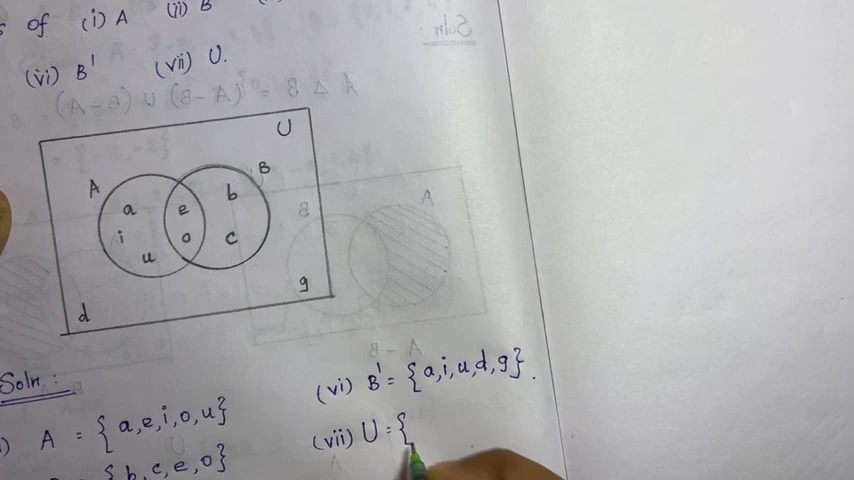 of (i) A (ii) B
(vi) B' (vii) U.
U
A
B
a
e
b
i
o
c
u
g
d
Soln :
A = {a,e,i,o,u}
{b,c,e,o}
(vi) B' = {a,i,u,d,g}.
(vii) U = {